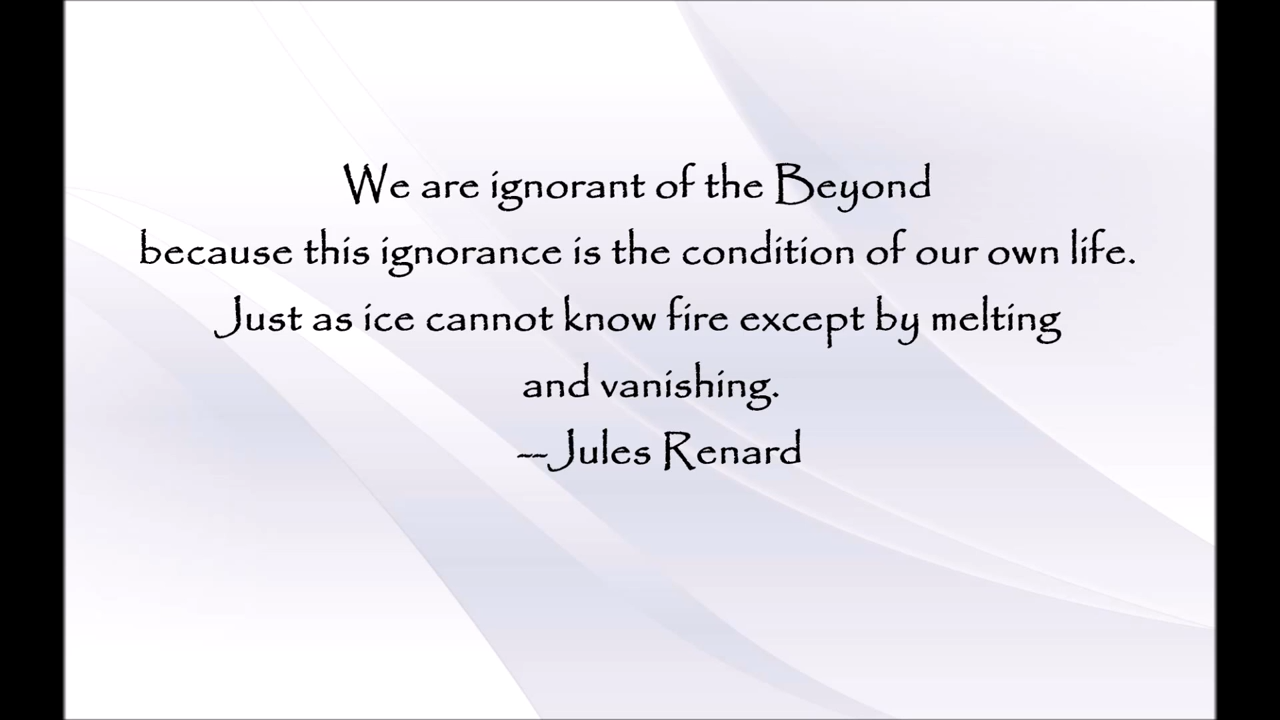 We are ignorant of the Beyond
because this ignorance is the condition of our own life.
Just as ice cannot know fire except by melting
and vanishing.
--Jules Renard